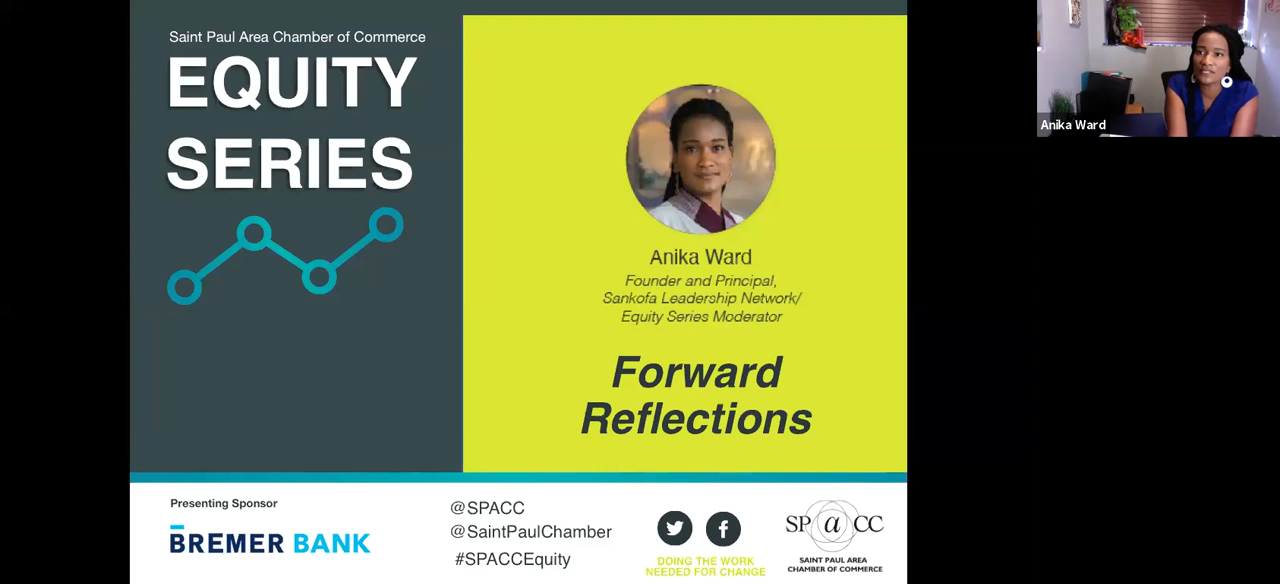 Saint Paul Area Chamber of Commerce
EQUITY
SERIES
Anika Ward
Founder and Principal,
Sankofa Leadership Network/
Equity Series Moderator
Forward
Reflections
Presenting Sponsor
BREMER BANK
@SPACC
@SaintPaulChamber
#SPACCEquity
DOING THE WORK
NEEDED FOR CHANGE
SPaCC
SAINT PAUL AREA
CHAMBER OF COMMERCE
Anika Ward